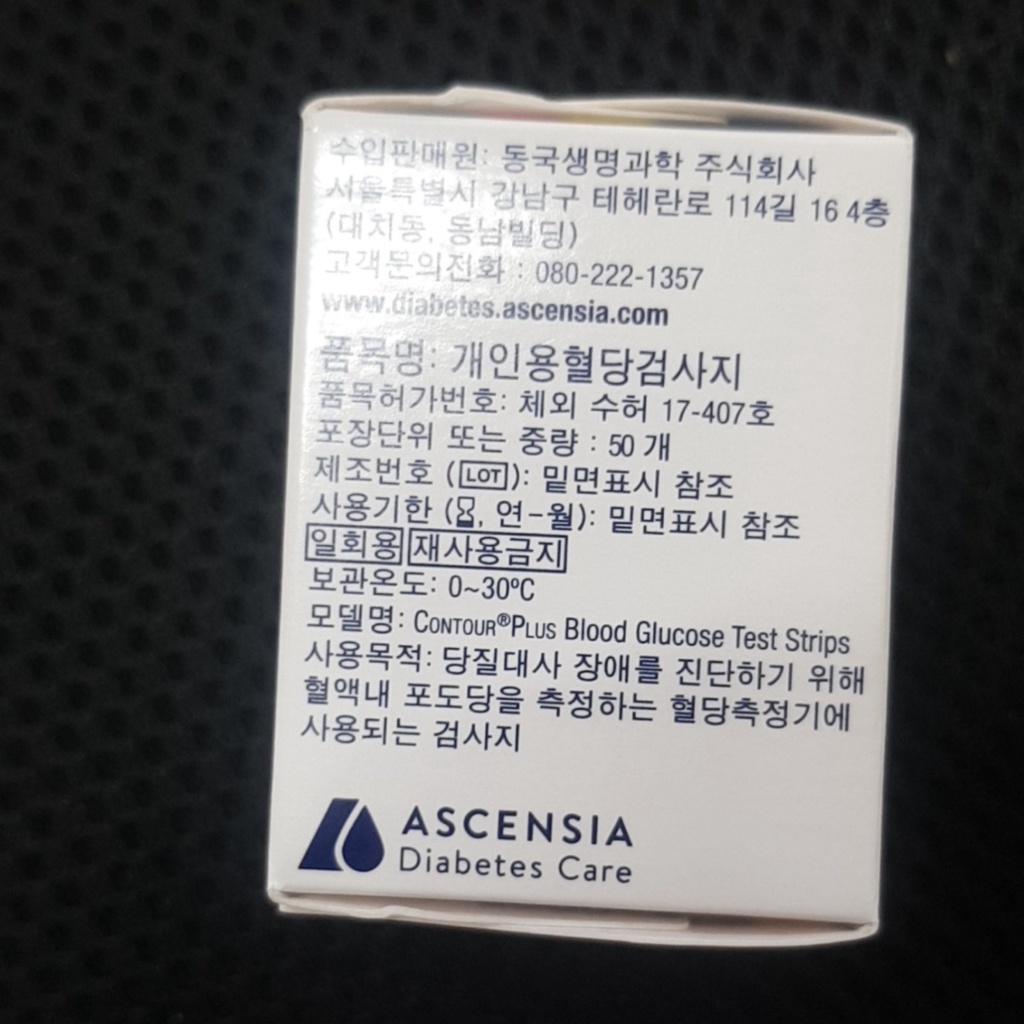 수입판매원: 동국생명과학 주식회사
서울특별시 강남구 테헤란로 114길 16 4층
(대치동, 동남빌딩)
고객문의전화 : 080-222-1357
www.diabetes.ascensia.com
품목명: 개인용혈당검사지
품목허가번호: 체외 수허 17-407호
포장단위 또는 중량 : 50 개
제조번호 (LOT): 밑면표시 참조
사용기한 (⌛, 연-월): 밑면표시 참조
일회용 재사용금지
보관온도: 0~30ºC
모델명: CONTOUR®PLUS Blood Glucose Test Strips
사용목적: 당질대사 장애를 진단하기 위해
혈액내 포도당을 측정하는 혈당측정기에
사용되는 검사지
ASCENSIA
Diabetes Care